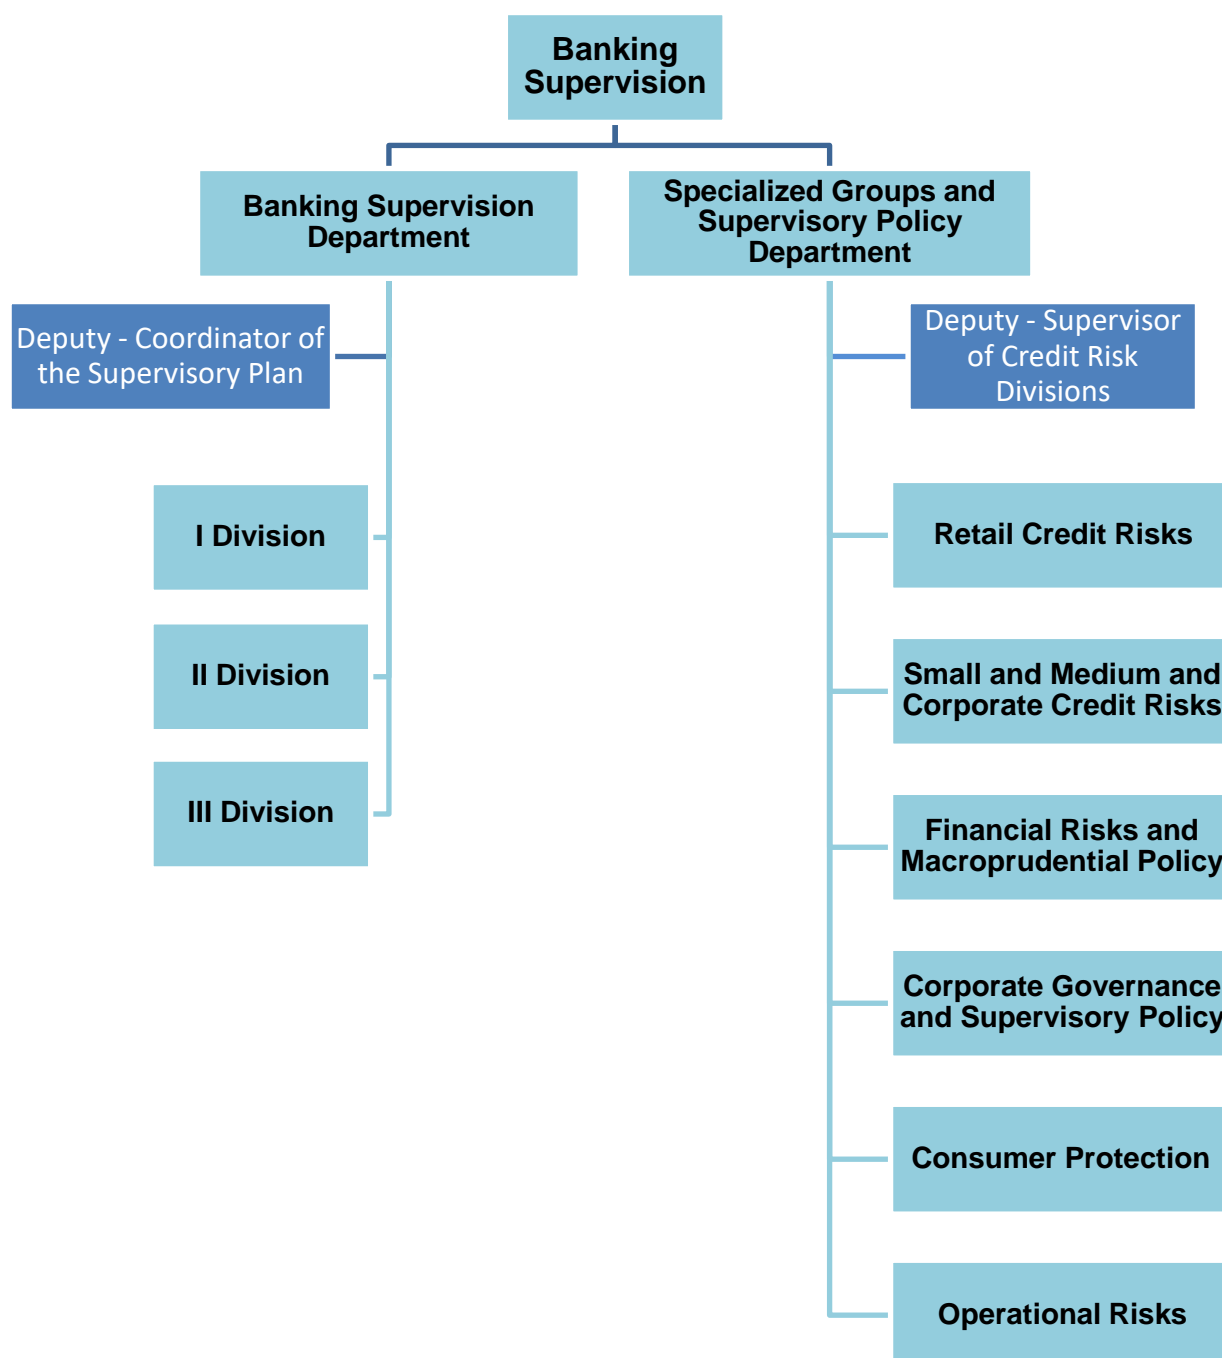 Banking
Supervision
Banking Supervision
Department
Specialized Groups and
Supervisory Policy
Department
Deputy - Coordinator of
the Supervisory Plan
Deputy - Supervisor
of Credit Risk
Divisions
I Division
II Division
III Division
Retail Credit Risks
Small and Medium and
Corporate Credit Risks
Financial Risks and
Macroprudential Policy
Corporate Governance
and Supervisory Policy
Consumer Protection
Operational Risks